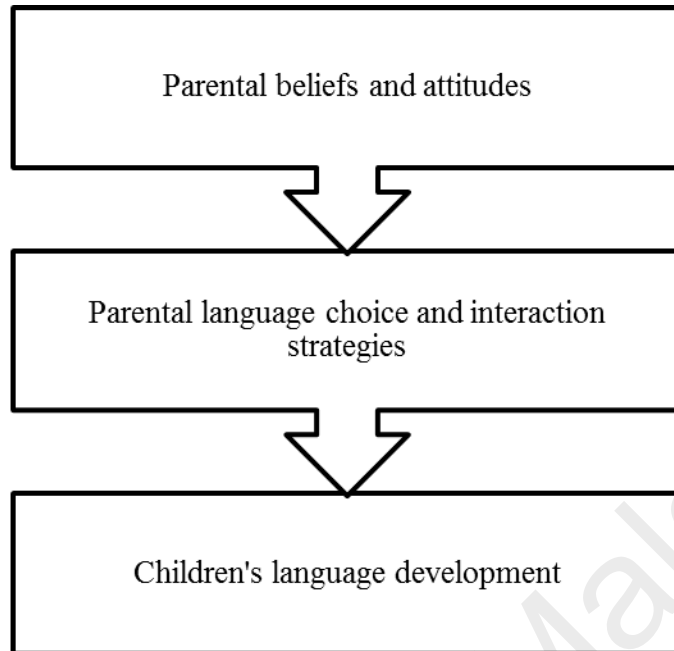 Parental beliefs and attitudes
Parental language choice and interaction
strategies
Children's language development